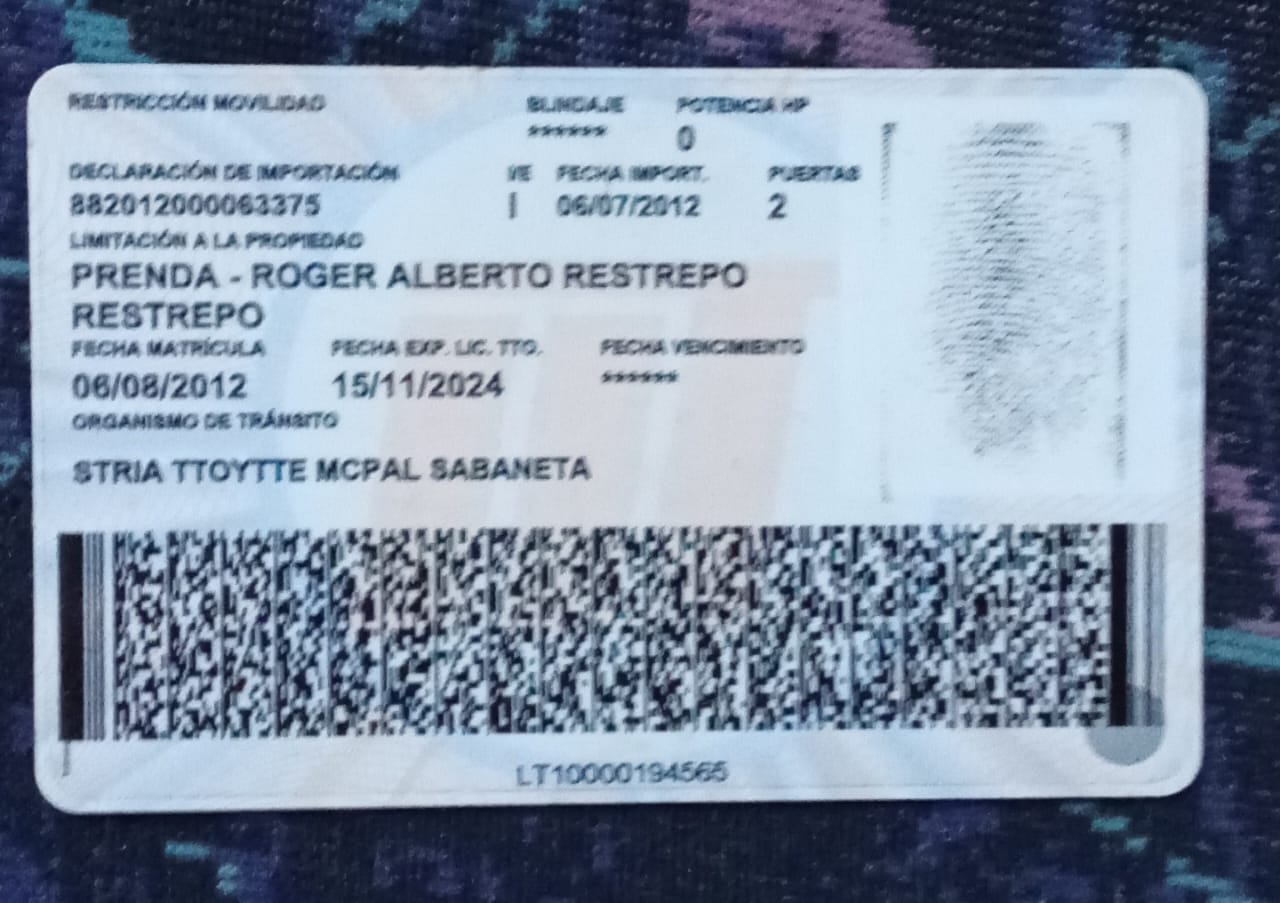 RESTRICCIÓN MOVILIDAD BLINDAJE POTENCIA HP
****** 0
DECLARACIÓN DE IMPORTACIÓN I/E FECHA IMPORT. PUERTAS
882012000063375 I 06/07/2012 2
LIMITACIÓN A LA PROPIEDAD
PRENDA - ROGER ALBERTO RESTREPO
RESTREPO
FECHA MATRÍCULA FECHA EXP. LIC. TTO. FECHA VENCIMIENTO
06/08/2012 15/11/2024 ******
ORGANISMO DE TRÁNSITO
STRIA TTOYTTE MCPAL SABANETA
LT10000194565